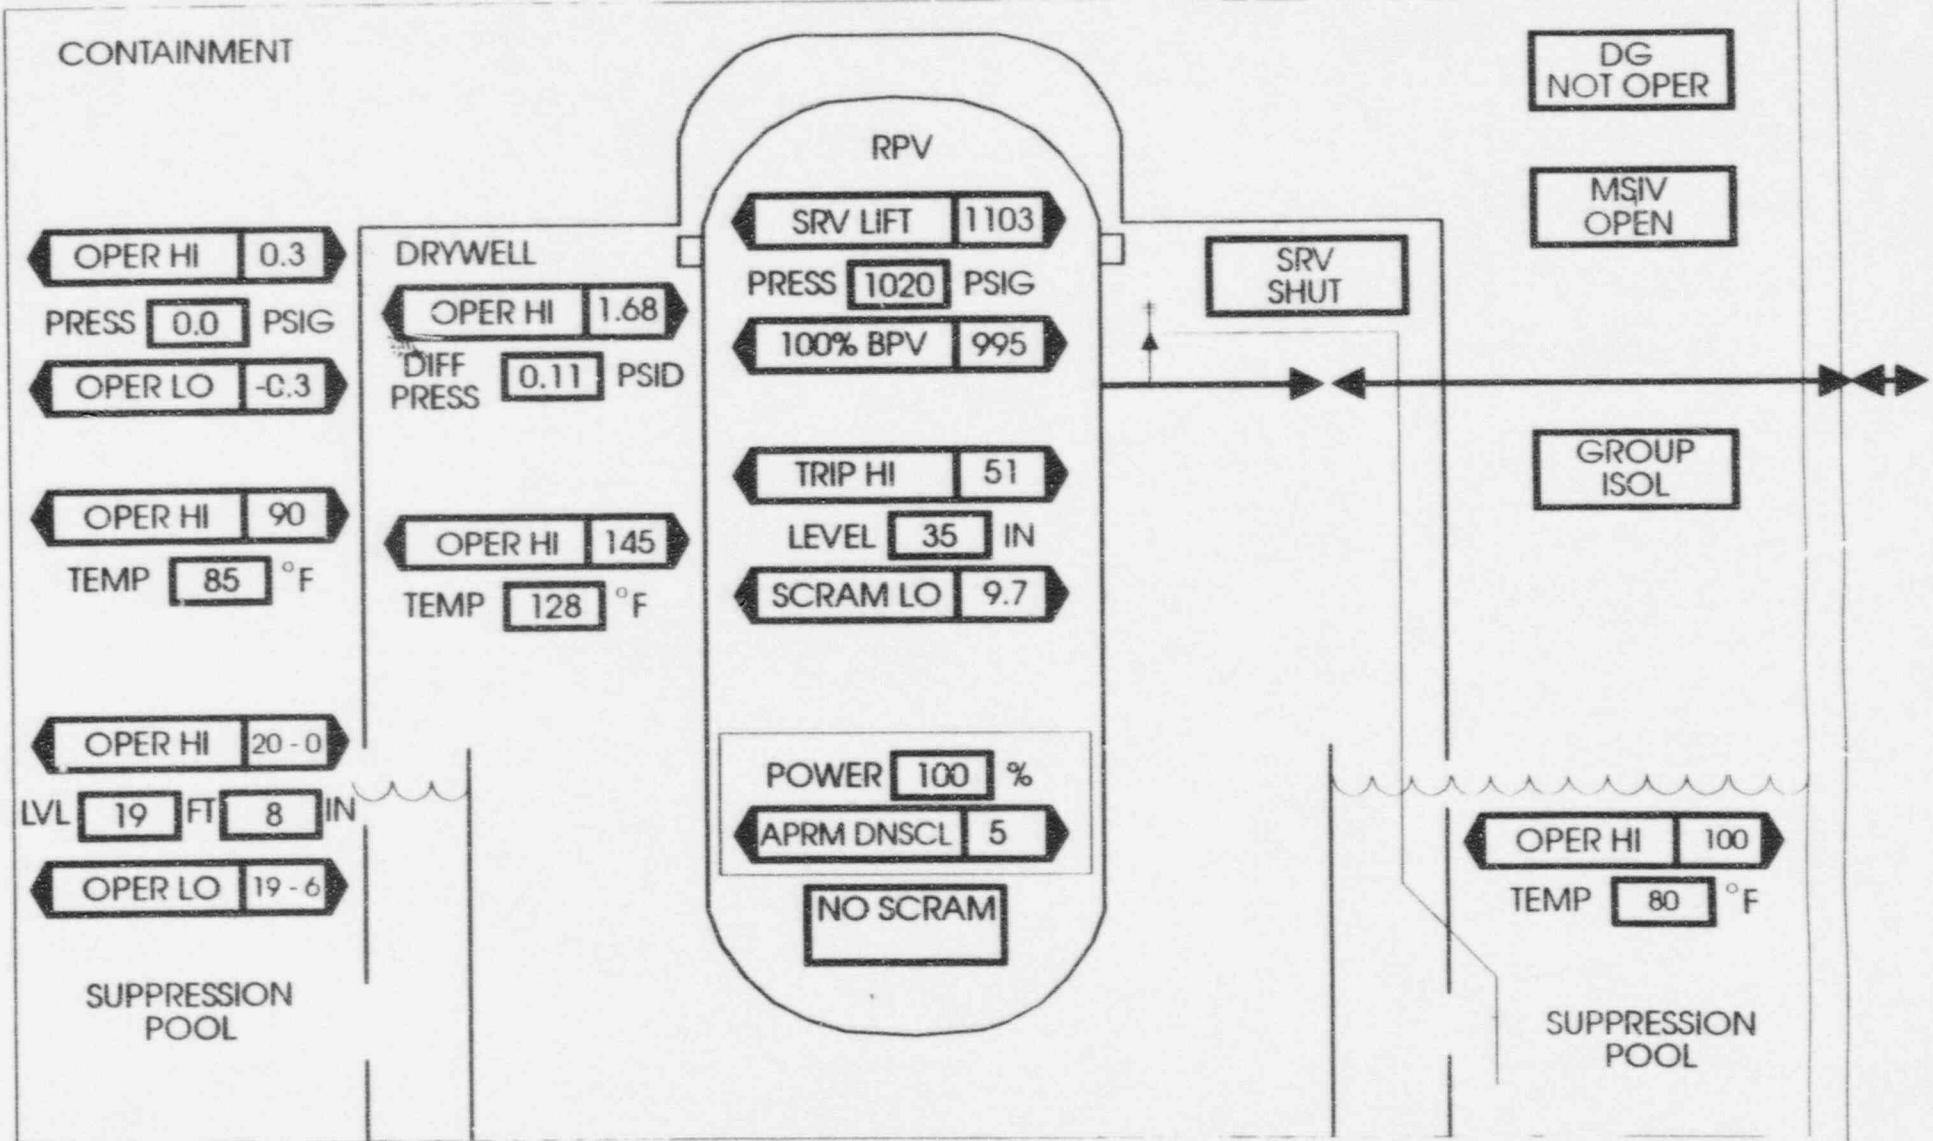 CONTAINMENT
OPER HI 0.3
PRESS 0.0 PSIG
OPER LO -0.3
OPER HI 90
TEMP 85 °F
OPER HI 20 - 0
LVL 19 FT 8 IN
OPER LO 19 - 6
SUPPRESSION
POOL
DRYWELL
OPER HI 1.68
DIFF
PRESS 0.11 PSID
OPER HI 145
TEMP 128 °F
RPV
SRV LIFT 1103
PRESS 1020 PSIG
100% BPV 995
TRIP HI 51
LEVEL 35 IN
SCRAM LO 9.7
POWER 100 %
APRM DNSCL 5
NO SCRAM
SRV
SHUT
DG
NOT OPER
MSIV
OPEN
GROUP
ISOL
OPER HI 100
TEMP 80 °F
SUPPRESSION
POOL